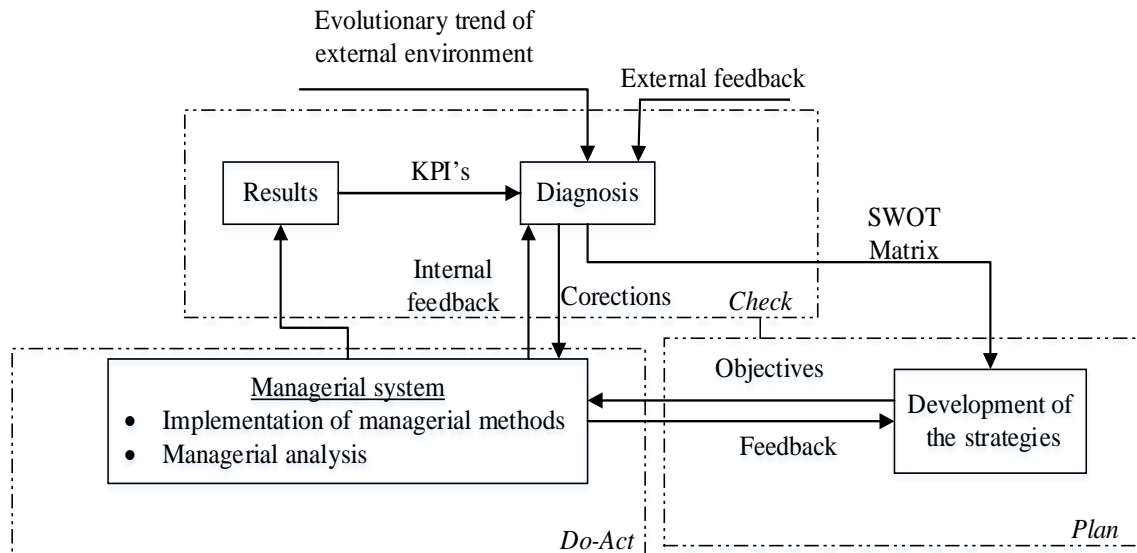 Evolutionary trend of
external environment
External feedback
Results
KPI's
Diagnosis
SWOT
Matrix
Internal
feedback
Corections
Check
Managerial system
• Implementation of managerial methods
• Managerial analysis
Objectives
Feedback
Development of
the strategies
Do-Act
Plan